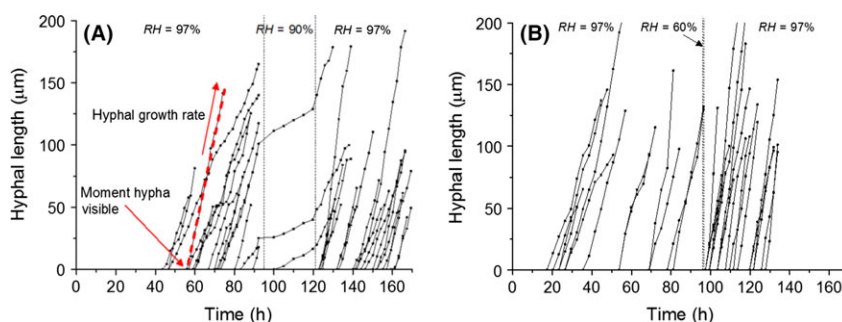 (A)
RH = 97%
RH = 90%
RH = 97%
200
150
100
50
0
Hyphal length (µm)
Hyphal growth rate
Moment hypha
visible
0 20 40 60 80 100 120 140 160
Time (h)
(B)
RH = 97%
RH = 60%
RH = 97%
200
150
100
50
0
Hyphal length (µm)
0 20 40 60 80 100 120 140 160
Time (h)